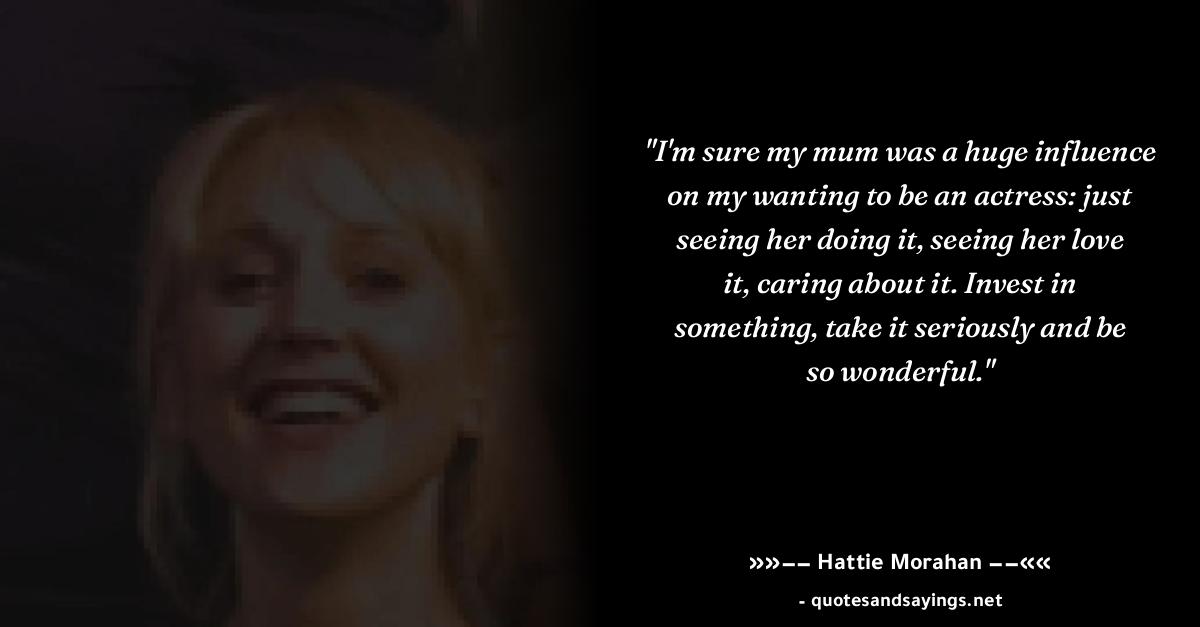 "I'm sure my mum was a huge influence
on my wanting to be an actress: just
seeing her doing it, seeing her love
it, caring about it. Invest in
something, take it seriously and be
so wonderful."
»»–– Hattie Morahan ––««
- quotesandsayings.net